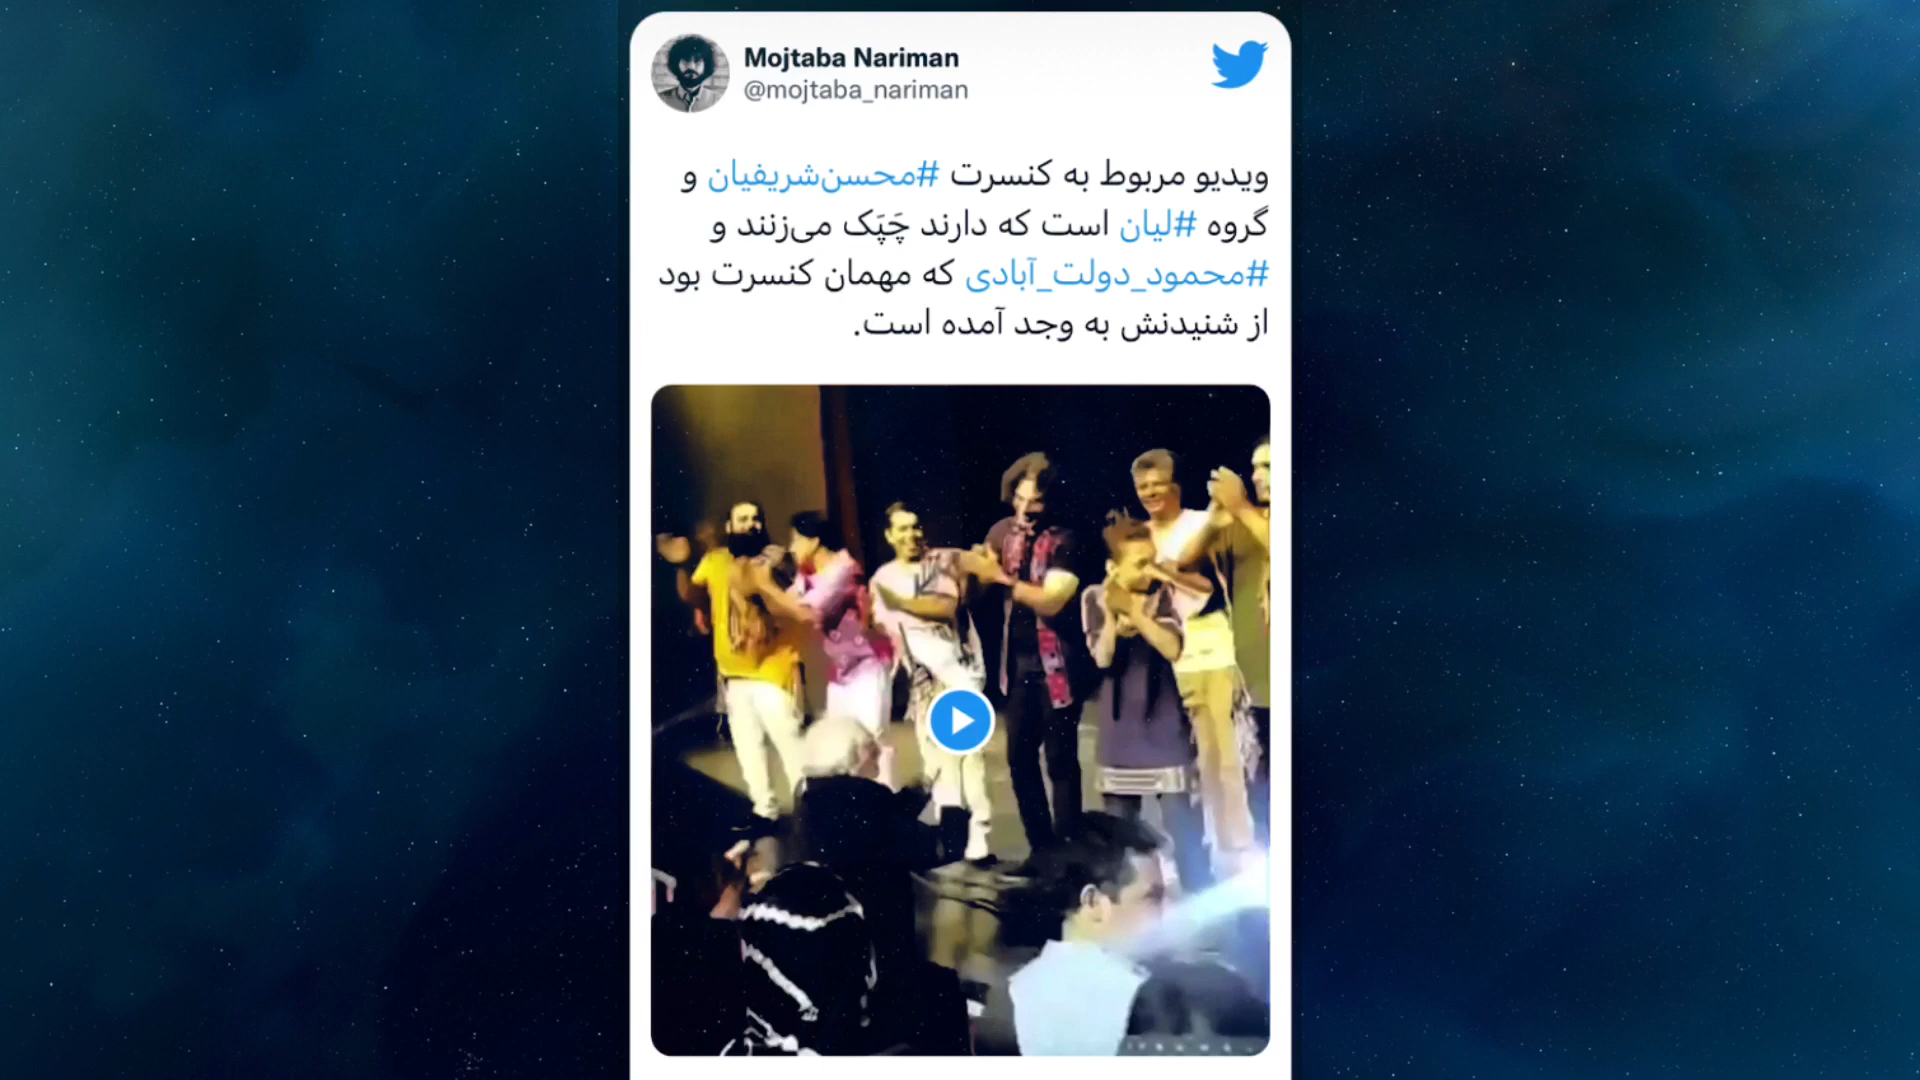 Mojtaba Nariman
@mojtaba_nariman
ویدیو مربوط به کنسرت #محسن‌شریفیان و
گروه #لیان است که دارند چَپَک می‌زنند و
#محمود_دولت_آبادی که مهمان کنسرت بود
از شنیدنش به وجد آمده است.